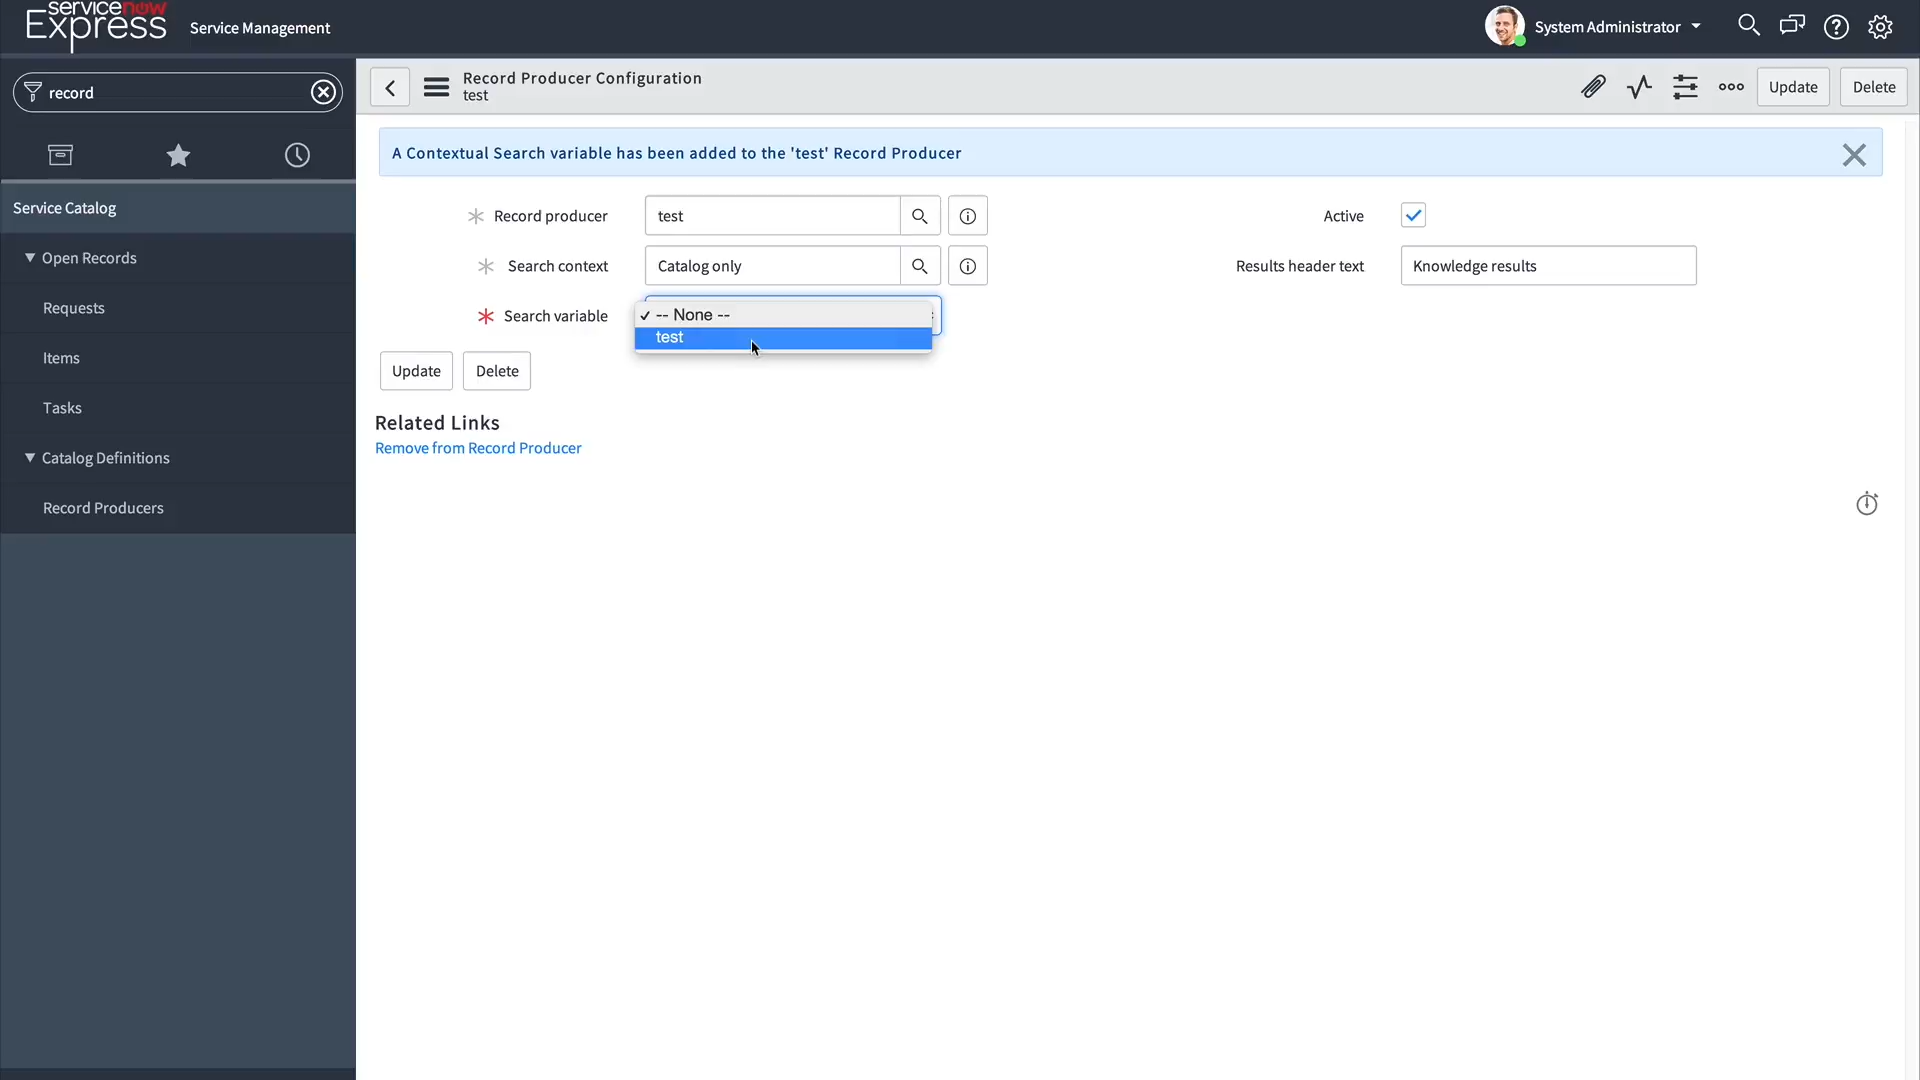 servicenow
Express
Service Management
System Administrator
record
Record Producer Configuration
test
Update
Delete
A Contextual Search variable has been added to the 'test' Record Producer
Service Catalog
Open Records
Requests
Items
Tasks
Catalog Definitions
Record Producers
Record producer
test
Active
Search context
Catalog only
Results header text
Knowledge results
Search variable
-- None --
test
Update
Delete
Related Links
Remove from Record Producer